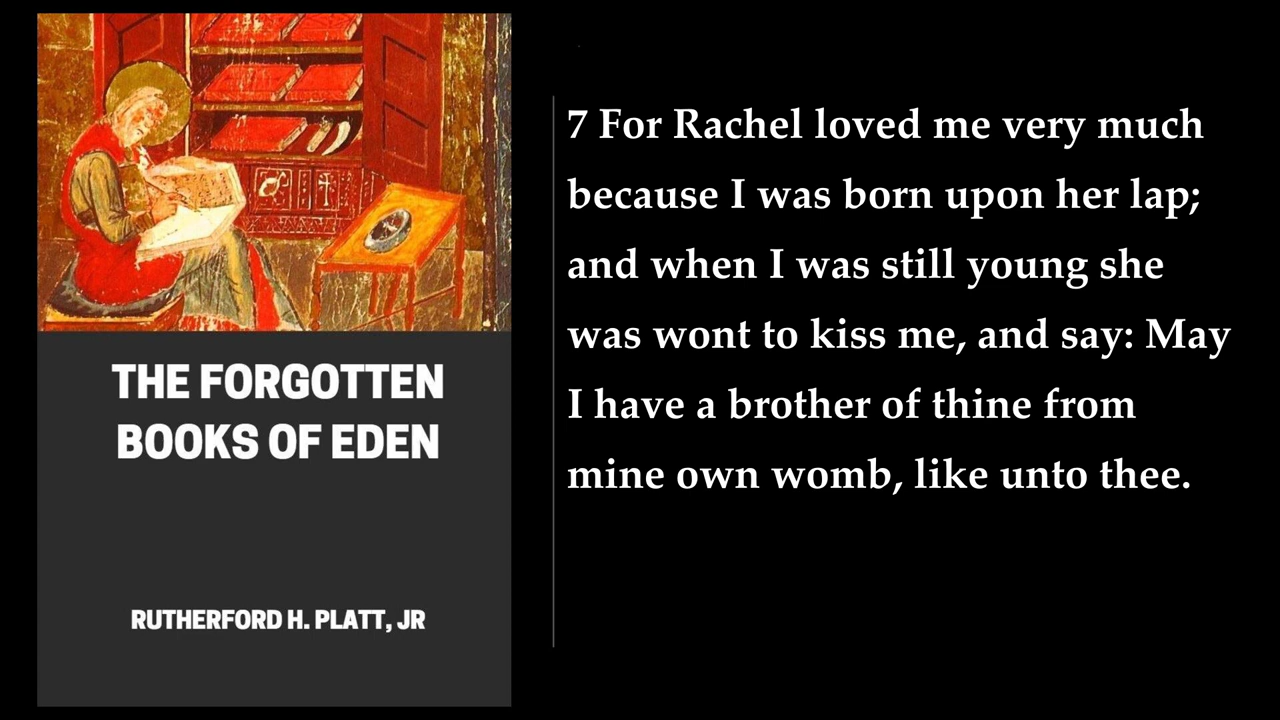 THE FORGOTTEN
BOOKS OF EDEN
RUTHERFORD H. PLATT, JR
7 For Rachel loved me very much
because I was born upon her lap;
and when I was still young she
was wont to kiss me, and say: May
I have a brother of thine from
mine own womb, like unto thee.